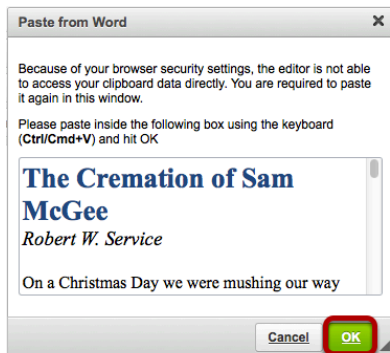 Paste from Word
Because of your browser security settings, the editor is not able
to access your clipboard data directly. You are required to paste
it again in this window.
Please paste inside the following box using the keyboard
(Ctrl/Cmd+V) and hit OK
The Cremation of Sam
McGee
Robert W. Service
On a Christmas Day we were mushing our way
Cancel OK